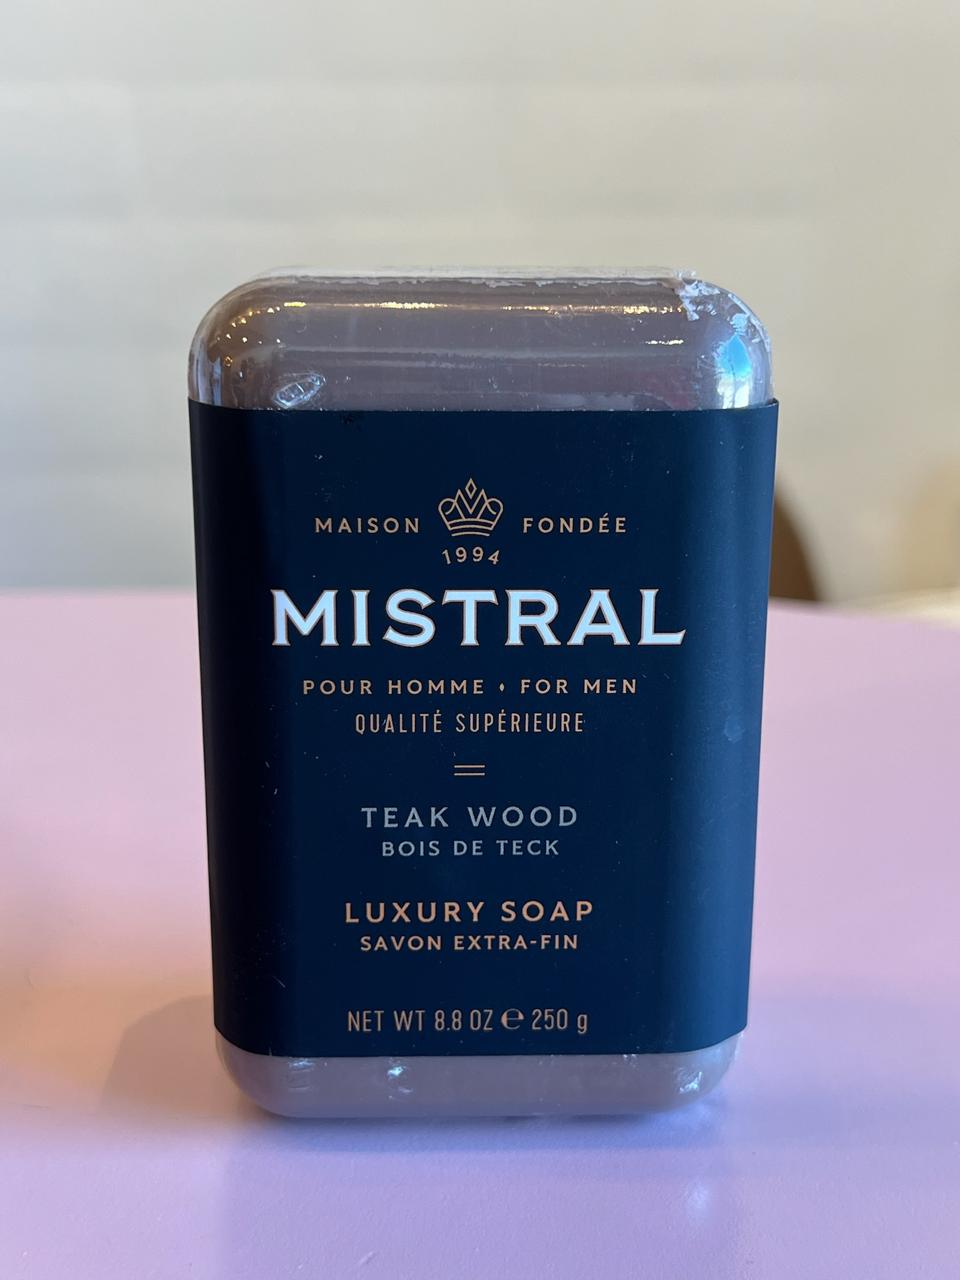 MAISON FONDÉE
1994
MISTRAL
POUR HOMME • FOR MEN
QUALITÉ SUPÉRIEURE
TEAK WOOD
BOIS DE TECK
LUXURY SOAP
SAVON EXTRA-FIN
NET WT 8.8 OZ ℮ 250 g